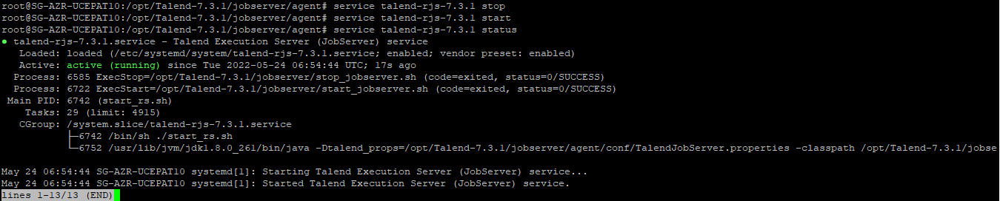 root@SG-AZR-UCEPAT10:/opt/Talend-7.3.1/jobserver/agent# service talend-rjs-7.3.1 stop
root@SG-AZR-UCEPAT10:/opt/Talend-7.3.1/jobserver/agent# service talend-rjs-7.3.1 start
root@SG-AZR-UCEPAT10:/opt/Talend-7.3.1/jobserver/agent# service talend-rjs-7.3.1 status
● talend-rjs-7.3.1.service - Talend Execution Server (JobServer) service
   Loaded: loaded (/etc/systemd/system/talend-rjs-7.3.1.service; enabled; vendor preset: enabled)
   Active: active (running) since Tue 2022-05-24 06:54:44 UTC; 17s ago
  Process: 6585 ExecStop=/opt/Talend-7.3.1/jobserver/stop_jobserver.sh (code=exited, status=0/SUCCESS)
  Process: 6722 ExecStart=/opt/Talend-7.3.1/jobserver/start_jobserver.sh (code=exited, status=0/SUCCESS)
 Main PID: 6742 (start_rs.sh)
    Tasks: 29 (limit: 4915)
   CGroup: /system.slice/talend-rjs-7.3.1.service
           ├─6742 /bin/sh ./start_rs.sh
           └─6752 /usr/lib/jvm/jdk1.8.0_261/bin/java -Dtalend_props=/opt/Talend-7.3.1/jobserver/agent/conf/TalendJobServer.properties -classpath /opt/Talend-7.3.1/jobse

May 24 06:54:44 SG-AZR-UCEPAT10 systemd[1]: Starting Talend Execution Server (JobServer) service...
May 24 06:54:44 SG-AZR-UCEPAT10 systemd[1]: Started Talend Execution Server (JobServer) service.
lines 1-13/13 (END)